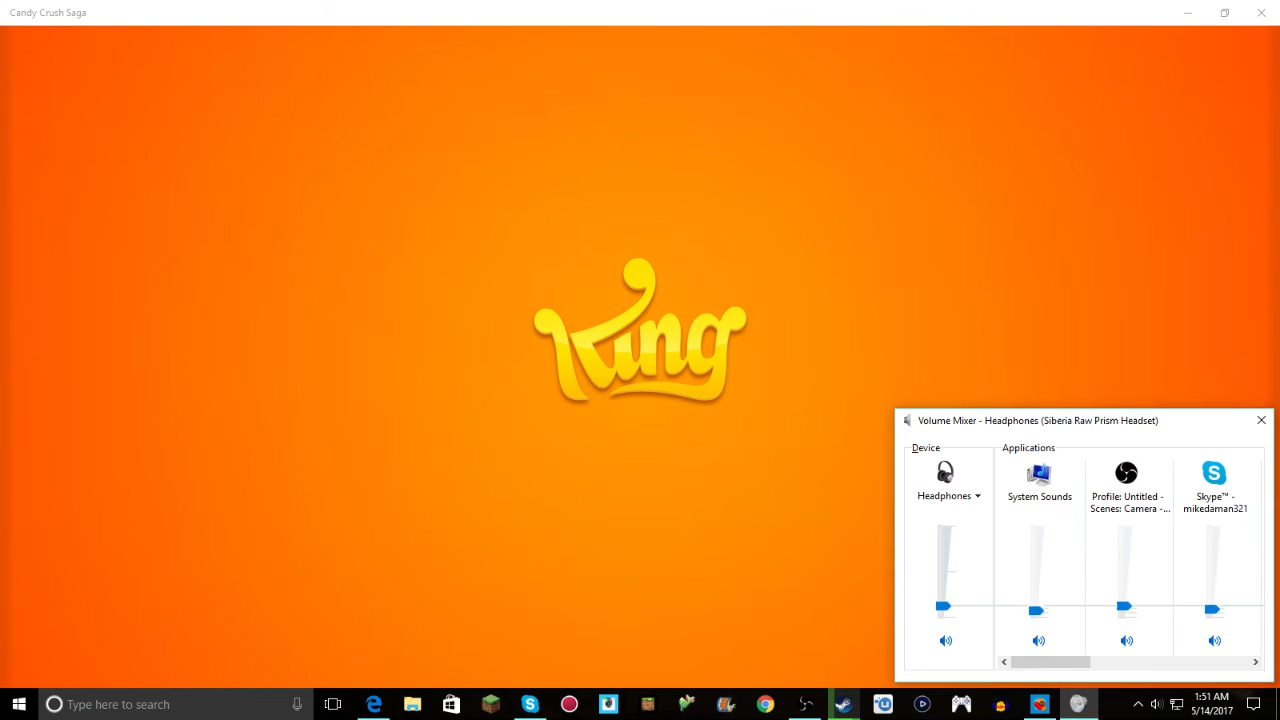 Candy Crush Saga
King
Volume Mixer - Headphones (Siberia Raw Prism Headset)
Device
Applications
Headphones
System Sounds
Profile: Untitled -
Scenes: Camera -...
Skype™ -
mikedaman321
Type here to search
1:51 AM
5/14/2017